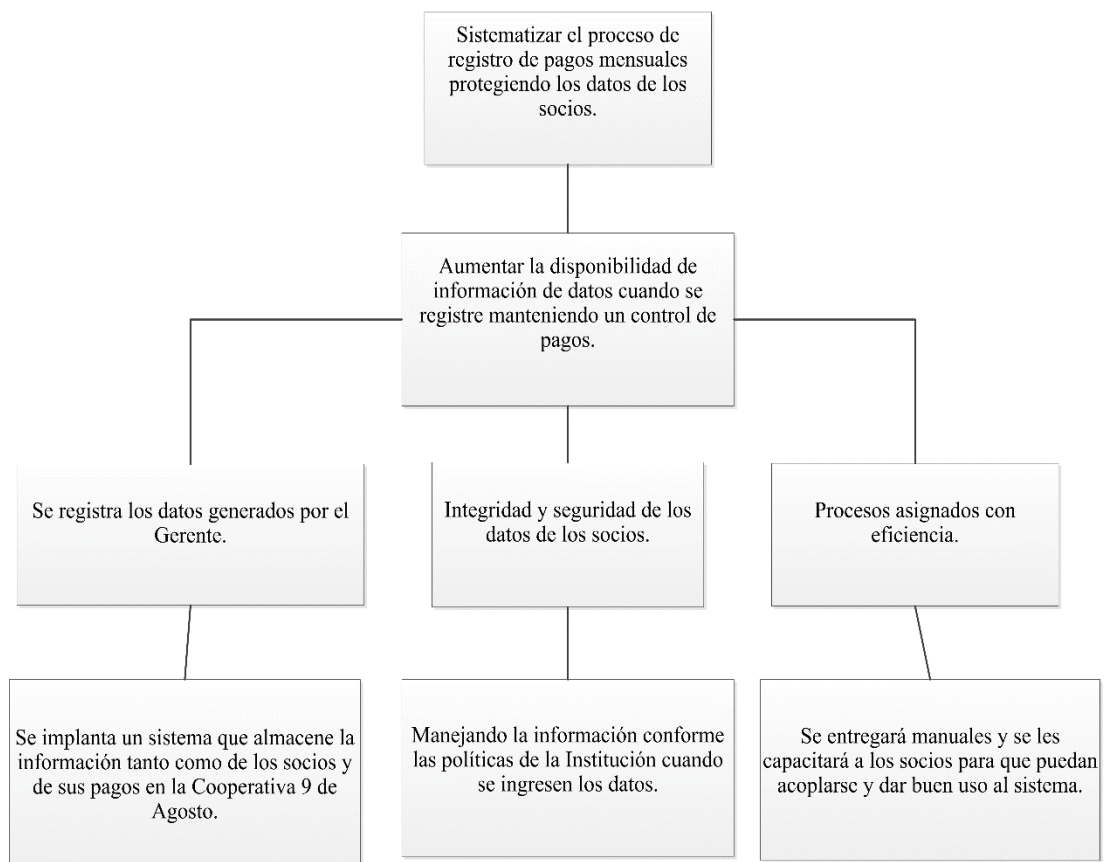 Sistematizar el proceso de
registro de pagos mensuales
protegiendo los datos de los
socios.
Aumentar la disponibilidad de
información de datos cuando se
registre manteniendo un control de
pagos.
Se registra los datos generados por el
Gerente.
Integridad y seguridad de los
datos de los socios.
Procesos asignados con
eficiencia.
Se implanta un sistema que almacene la
información tanto como de los socios y
de sus pagos en la Cooperativa 9 de
Agosto.
Manejando la información conforme
las políticas de la Institución cuando
se ingresen los datos.
Se entregará manuales y se les
capacitará a los socios para que puedan
acoplarse y dar buen uso al sistema.